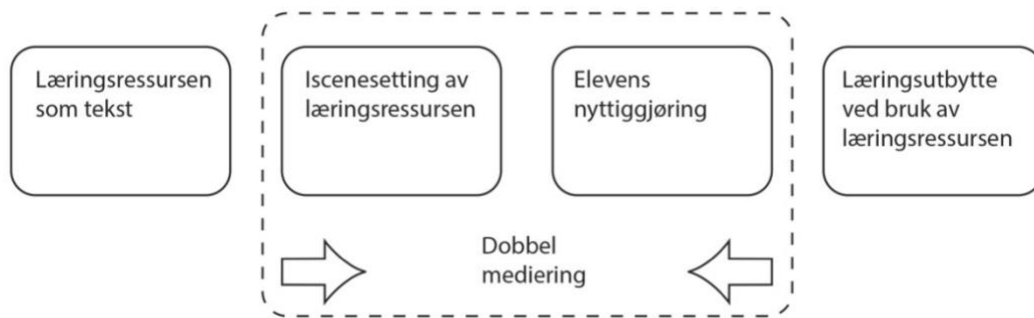 Læringsressursen
som tekst
Iscenesetting av
læringsressursen
Elevens
nyttiggjøring
Læringsutbytte
ved bruk av
læringsressursen
Dobbel
mediering